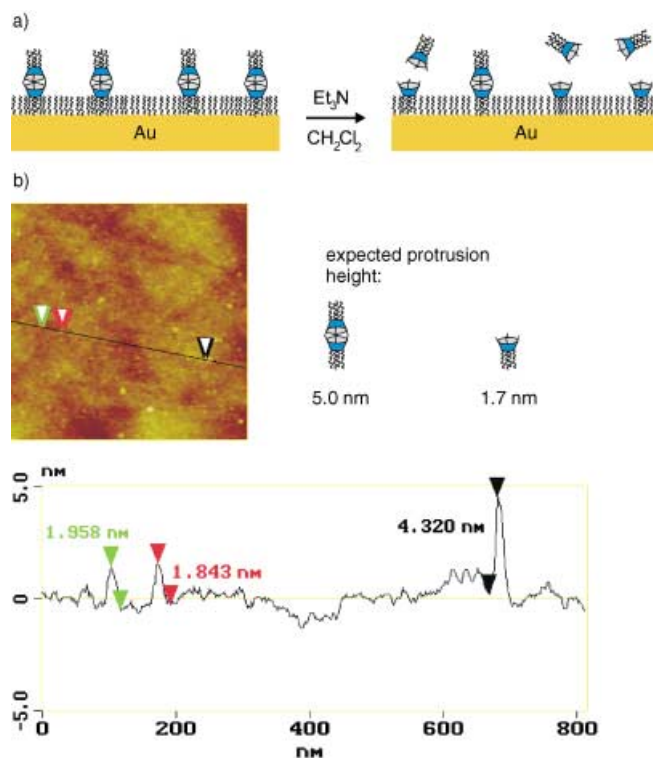 a)
Et₃N
CH₂Cl₂
Au
Au
b)
expected protrusion
height:
5.0 nm
1.7 nm
nm
5.0
0
-5.0
1.958 nm
1.843 nm
4.320 nm
0
200
400
600
800
nm